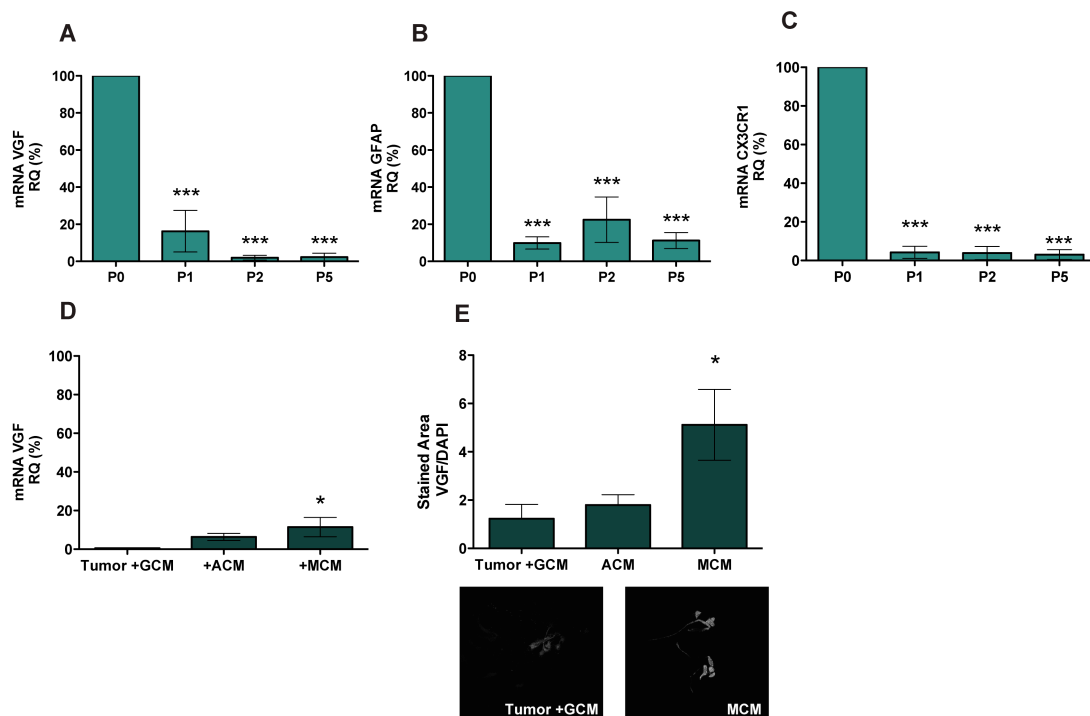 A
mRNA VGF
RQ (%)
100
80
60
40
20
0
***
***
***
P0 P1 P2 P5
B
mRNA GFAP
RQ (%)
100
80
60
40
20
0
***
***
***
P0 P1 P2 P5
C
mRNA CX3CR1
RQ (%)
100
80
60
40
20
0
***
***
***
P0 P1 P2 P5
D
mRNA VGF
RQ (%)
100
80
60
40
20
0
*
Tumor +GCM +ACM +MCM
E
Stained Area
VGF/DAPI
8
6
4
2
0
*
Tumor +GCM ACM MCM
Tumor +GCM
MCM